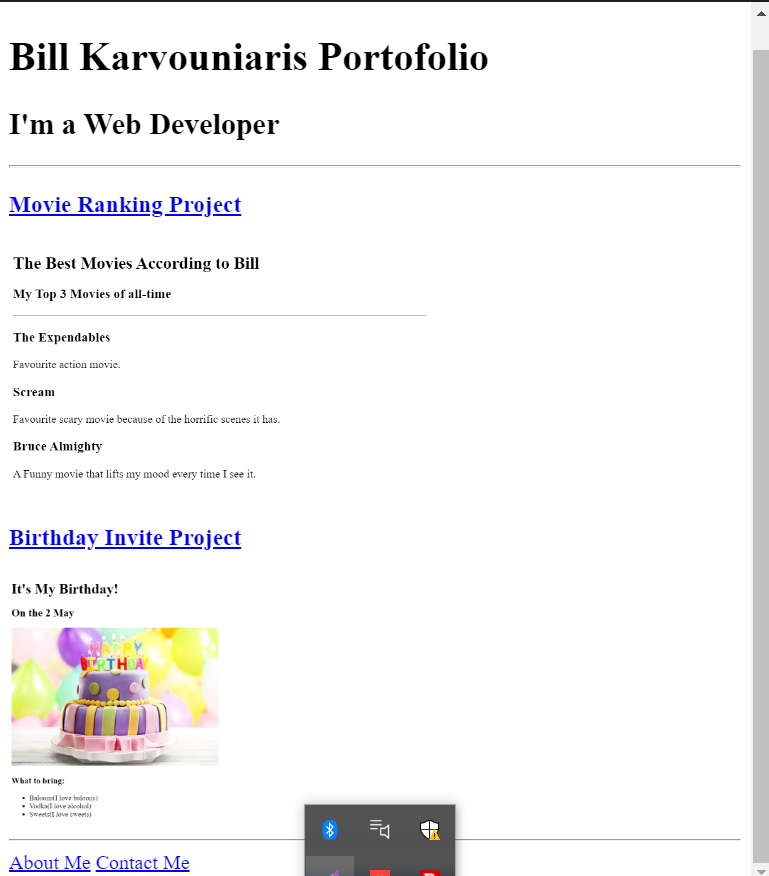 Bill Karvouniaris Portofolio
I'm a Web Developer
Movie Ranking Project
The Best Movies According to Bill
My Top 3 Movies of all-time
The Expendables
Favourite action movie.
Scream
Favourite scary movie because of the horrific scenes it has.
Bruce Almighty
A Funny movie that lifts my mood every time I see it.
Birthday Invite Project
It's My Birthday!
On the 2 May
HAPPY
BIRTHDAY
What to bring:
Baloons(I love baloons)
Vodka(I love alcohol)
Sweets(I love sweets)
About Me Contact Me